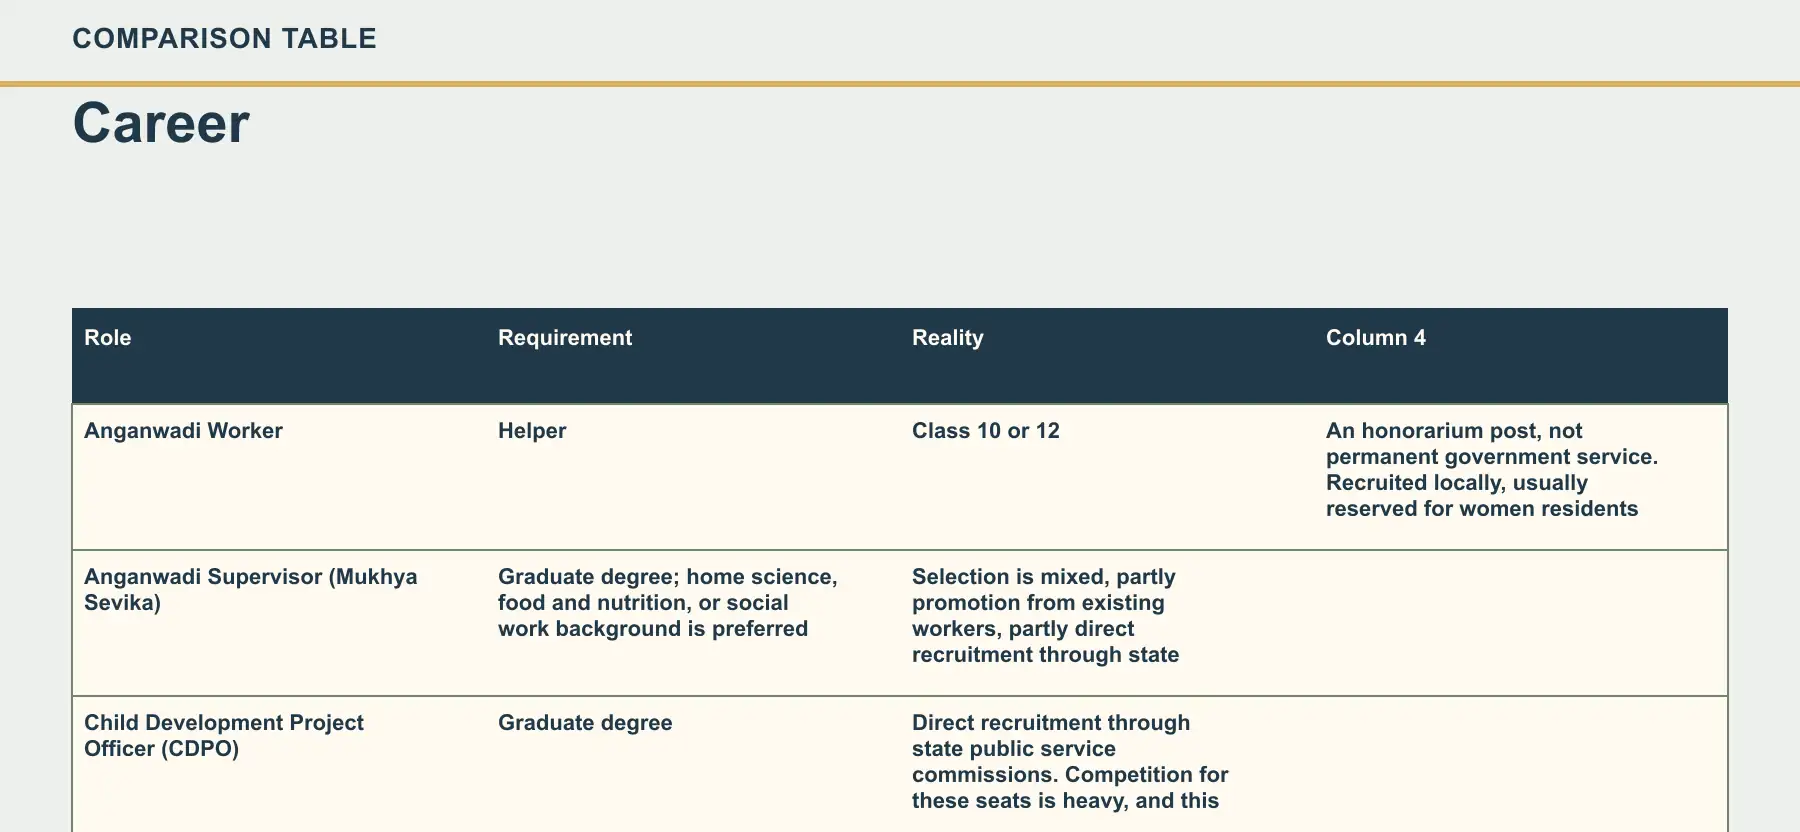 COMPARISON TABLE
Career
Role Requirement Reality Column 4
Anganwadi Worker Helper Class 10 or 12 An honorarium post, not
permanent government service.
Recruited locally, usually
reserved for women residents
Anganwadi Supervisor (Mukhya Graduate degree; home science, Selection is mixed, partly
Sevika) food and nutrition, or social promotion from existing
work background is preferred workers, partly direct
recruitment through state
Child Development Project Graduate degree Direct recruitment through
Officer (CDPO) state public service
commissions. Competition for
these seats is heavy, and this